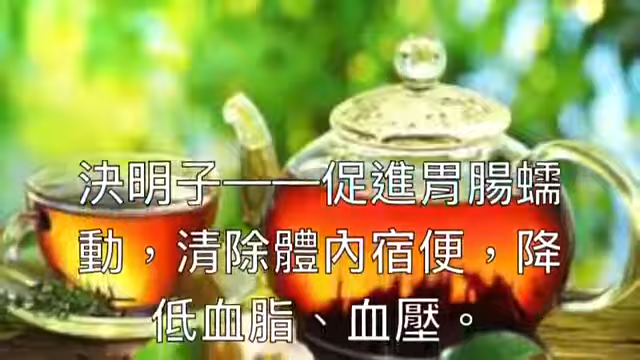 決明子——促進胃腸蠕
動，清除體內宿便，降
低血脂、血壓。